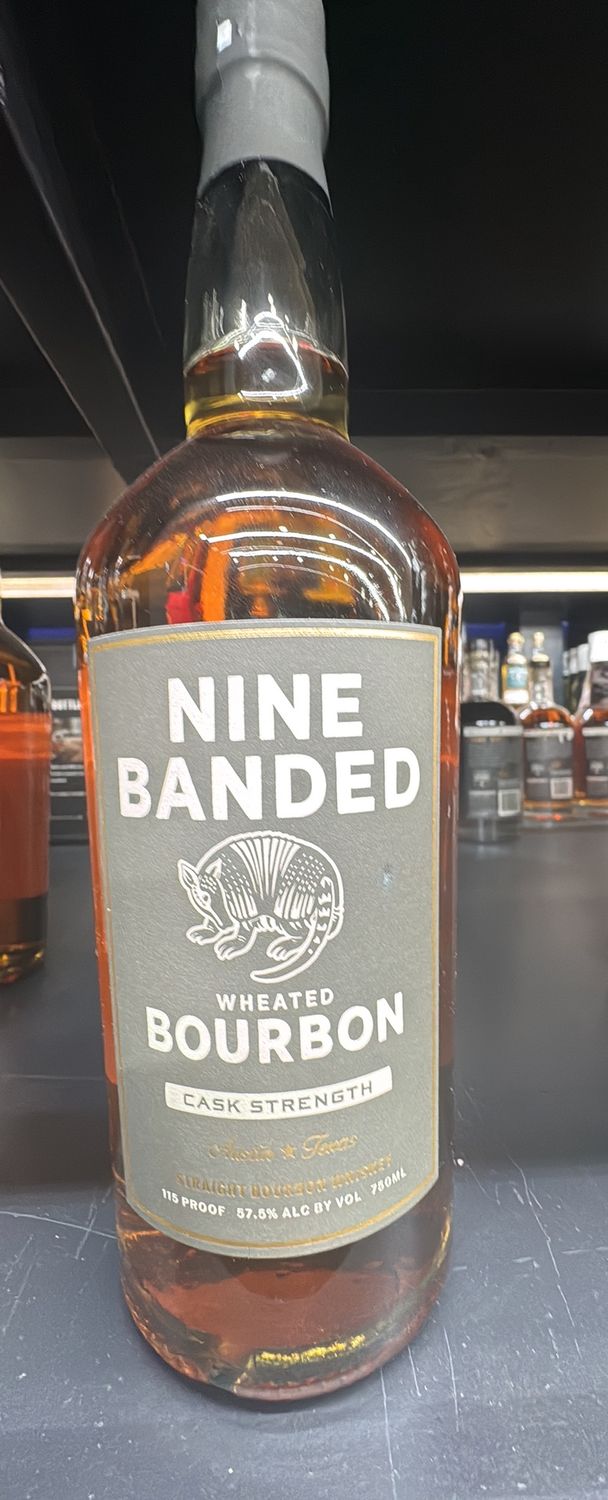 NINE
BANDED
WHEATED
BOURBON
CASK STRENGTH
Austin ★ Texas
STRAIGHT BOURBON WHISKEY
115 PROOF 57.5% ALC BY VOL 750ML